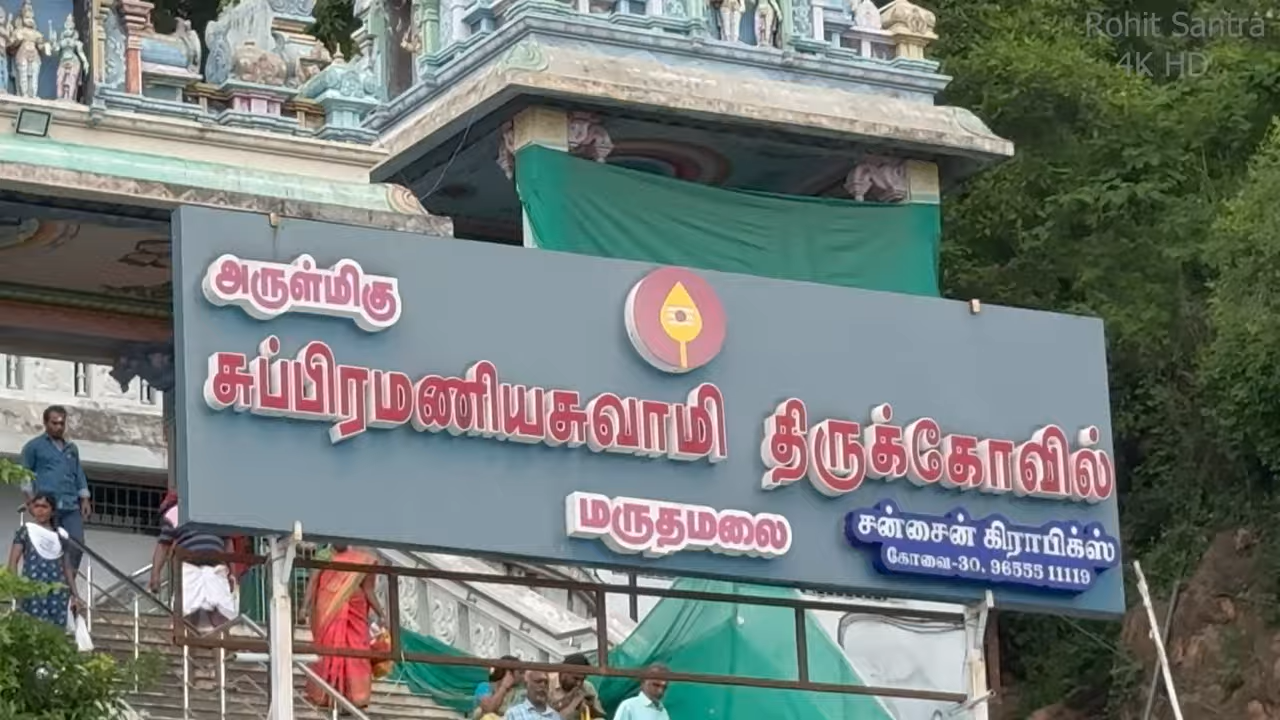 Rohit Santra
4K HD
அருள்மிகு
சுப்பிரமணியசுவாமி திருக்கோவில்
மருதமலை
சன்சைன் கிராபிக்ஸ்
கோவை-30. 96555 11119